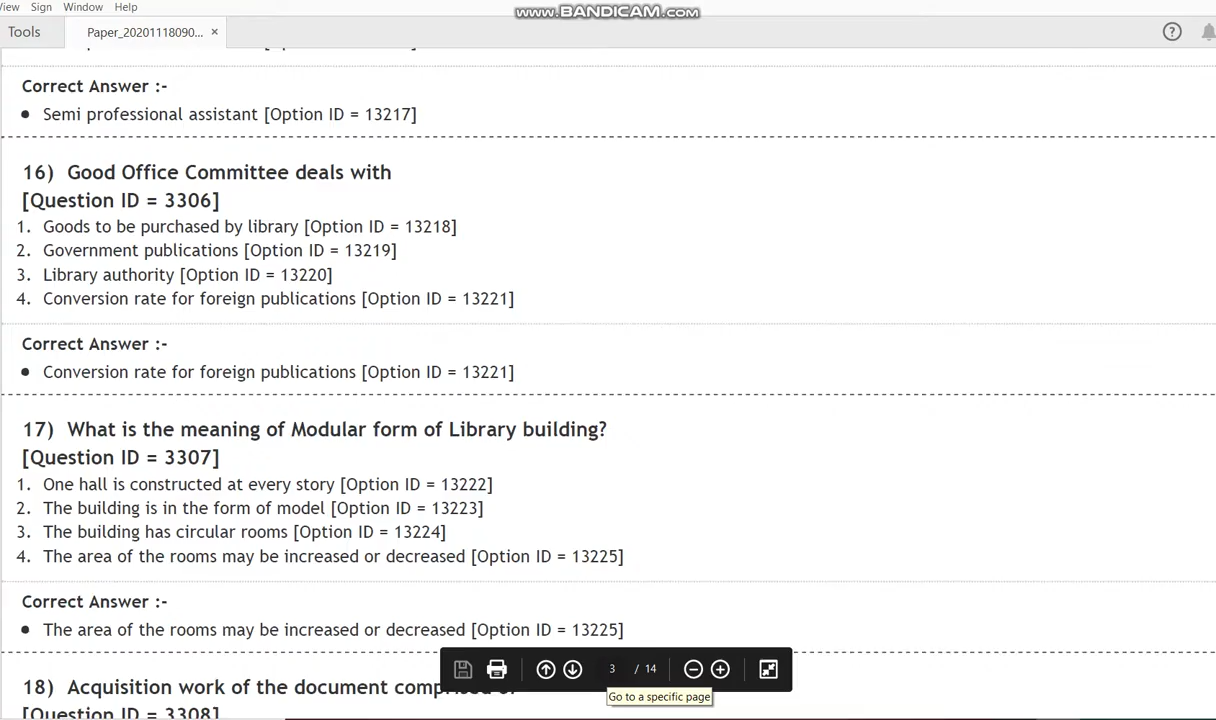 View Sign Window Help
www.BANDICAM.com
Tools
Paper_20201118090... ×
Correct Answer :-
• Semi professional assistant [Option ID = 13217]
16) Good Office Committee deals with
[Question ID = 3306]
1. Goods to be purchased by library [Option ID = 13218]
2. Government publications [Option ID = 13219]
3. Library authority [Option ID = 13220]
4. Conversion rate for foreign publications [Option ID = 13221]
Correct Answer :-
• Conversion rate for foreign publications [Option ID = 13221]
17) What is the meaning of Modular form of Library building?
[Question ID = 3307]
1. One hall is constructed at every story [Option ID = 13222]
2. The building is in the form of model [Option ID = 13223]
3. The building has circular rooms [Option ID = 13224]
4. The area of the rooms may be increased or decreased [Option ID = 13225]
Correct Answer :-
• The area of the rooms may be increased or decreased [Option ID = 13225]
3 / 14
18) Acquisition work of the document
Go to a specific page
[Question ID = 3308]